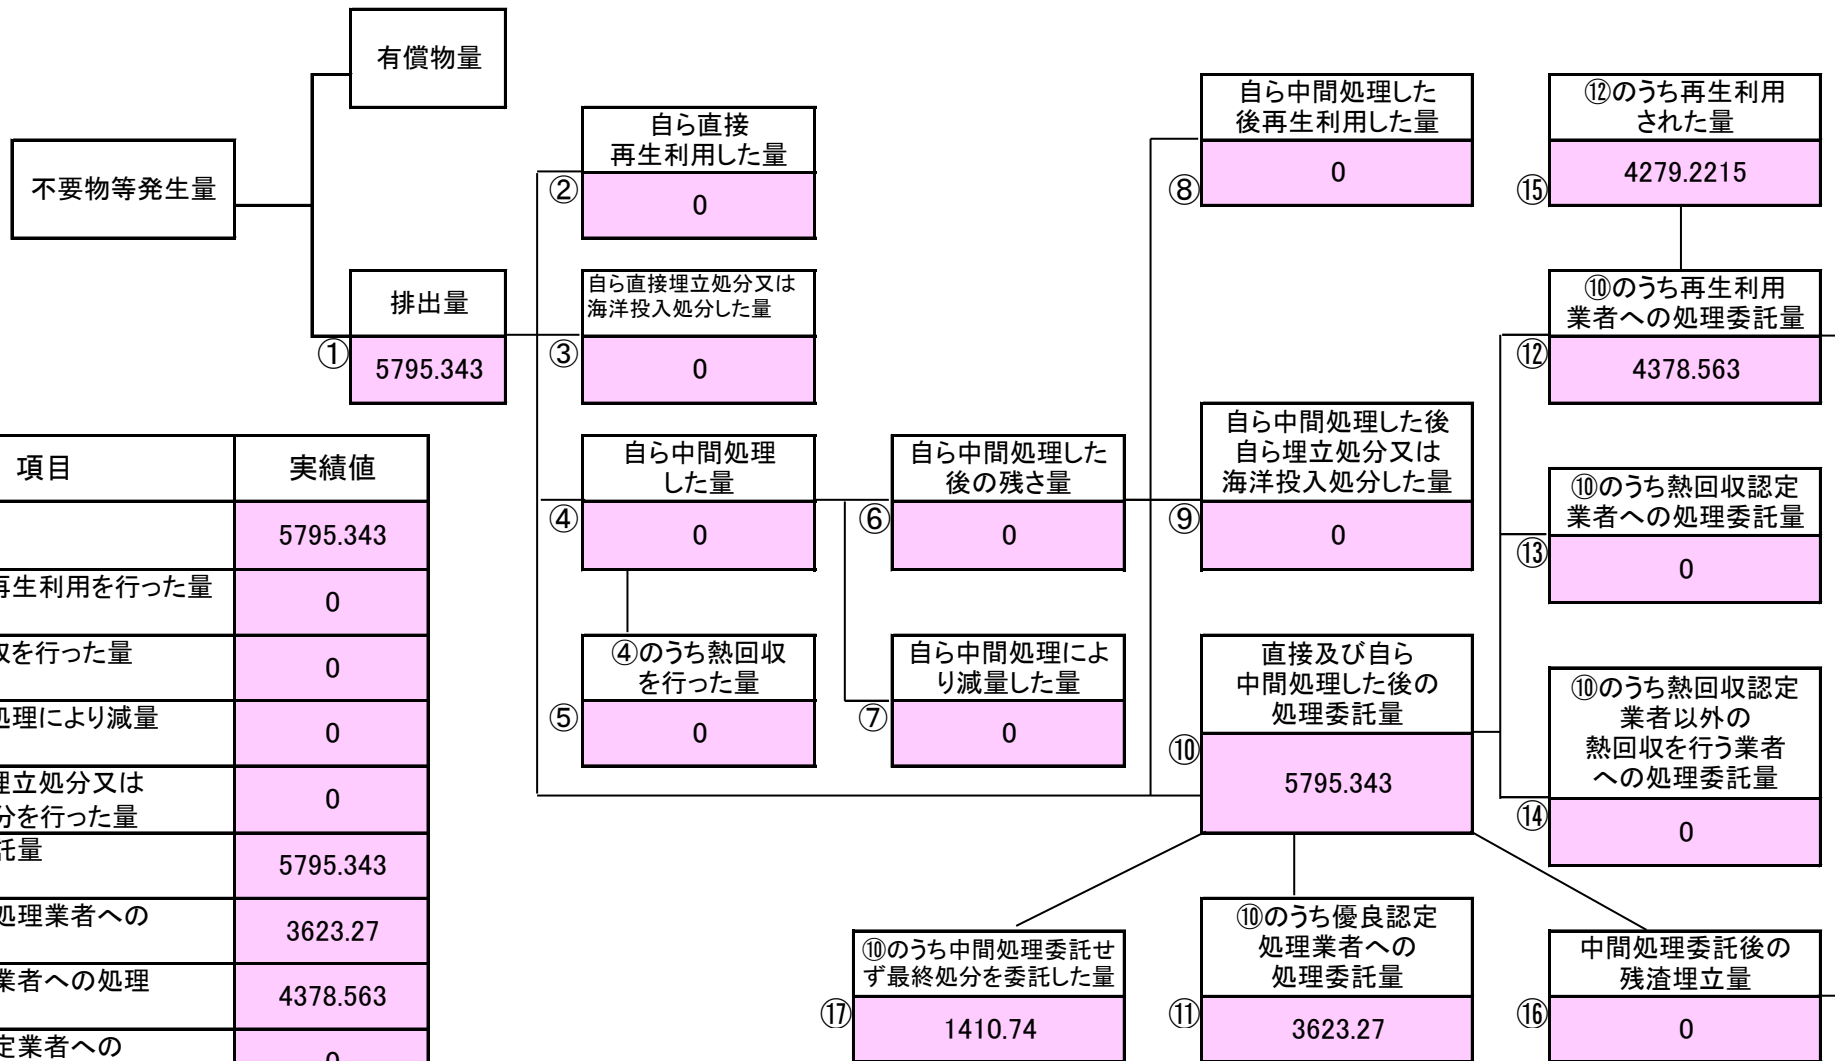 有償物量
不要物等発生量
排出量
①
5795.343
自ら直接
再生利用した量
②
0
自ら直接埋立処分又は
海洋投入処分した量
③
0
自ら中間処理
した量
④
0
④のうち熱回収
を行った量
⑤
0
自ら中間処理した
後の残さ量
⑥
0
自ら中間処理によ
り減量した量
⑦
0
自ら中間処理した
後再生利用した量
⑧
0
自ら中間処理した後
自ら埋立処分又は
海洋投入処分した量
⑨
0
直接及び自ら
中間処理した後の
処理委託量
⑩
5795.343
⑩のうち中間処理委託せ
ず最終処分を委託した量
⑰
1410.74
⑩のうち優良認定
処理業者への
処理委託量
⑪
3623.27
⑫のうち再生利用
された量
⑮
4279.2215
⑩のうち再生利用
業者への処理委託量
⑫
4378.563
⑩のうち熱回収認定
業者への処理委託量
⑬
0
⑩のうち熱回収認定
業者以外の
熱回収を行う業者
への処理委託量
⑭
0
中間処理委託後の
残渣埋立量
⑯
0
項目 実績値
5795.343
再生利用を行った量
0
を行った量
0
処理により減量
0
埋立処分又は
分を行った量
0
託量
5795.343
処理業者への
3623.27
業者への処理
4378.563
定業者への
0